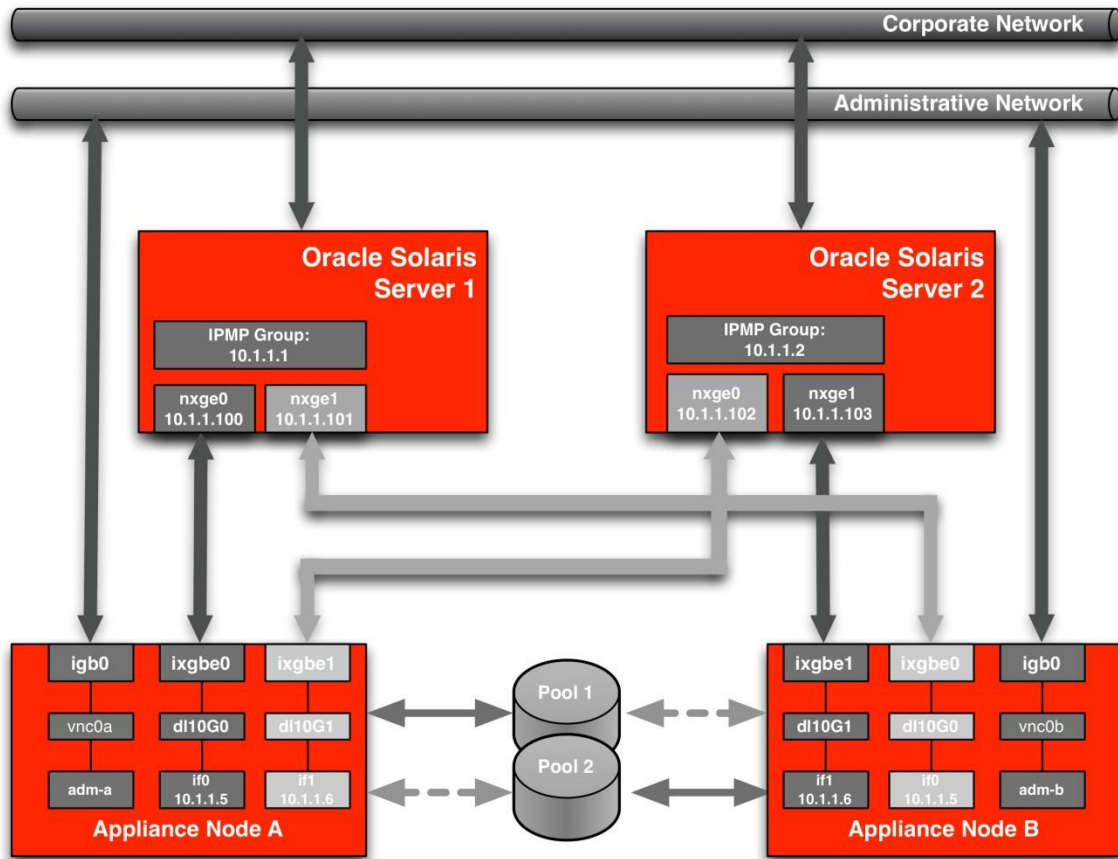 Corporate Network
Administrative Network
Oracle Solaris
Server 1
IPMP Group:
10.1.1.1
nxge0
10.1.1.100
nxge1
10.1.1.101
Oracle Solaris
Server 2
IPMP Group:
10.1.1.2
nxge0
10.1.1.102
nxge1
10.1.1.103
igb0
ixgbe0
ixgbe1
vnc0a
dl10G0
dl10G1
adm-a
if0
10.1.1.5
if1
10.1.1.6
Appliance Node A
Pool 1
Pool 2
ixgbe1
ixgbe0
igb0
dl10G1
dl10G0
vnc0b
if1
10.1.1.6
if0
10.1.1.5
adm-b
Appliance Node B